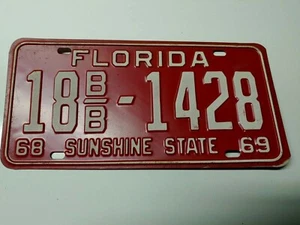 FLORIDA
18 B/B - 1428
68 SUNSHINE STATE 69